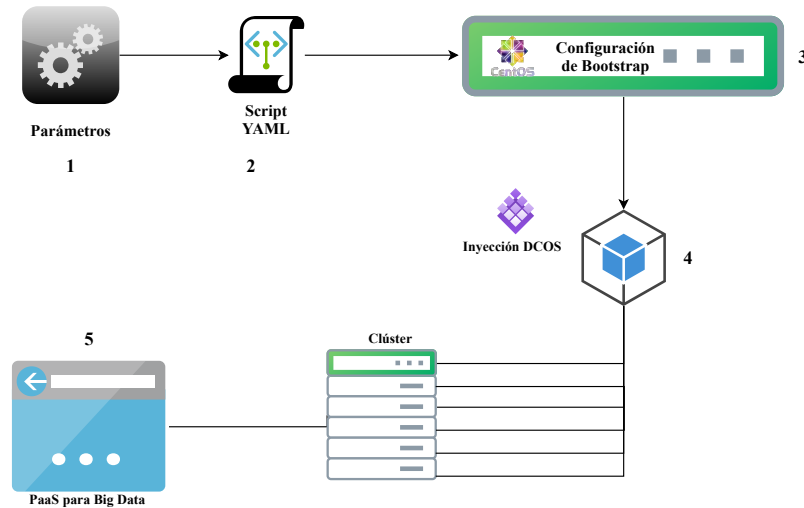 Parámetros
1
Script
YAML
2
CentOS
Configuración
de Bootstrap
3
Inyección DCOS
4
Clúster
5
PaaS para Big Data